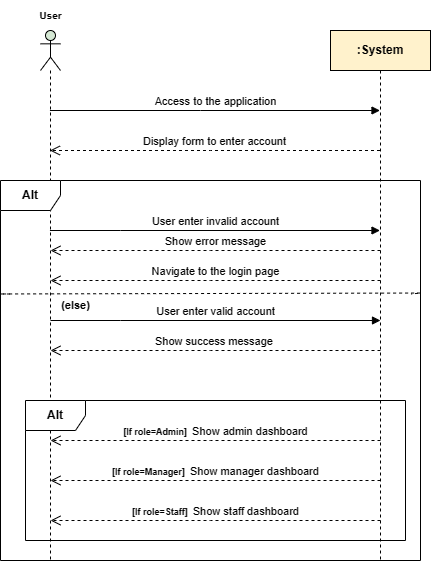 User
:System
Access to the application
Display form to enter account
Alt
User enter invalid account
Show error message
Navigate to the login page
(else)
User enter valid account
Show success message
Alt
[If role=Admin] Show admin dashboard
[If role=Manager] Show manager dashboard
[If role=Staff] Show staff dashboard